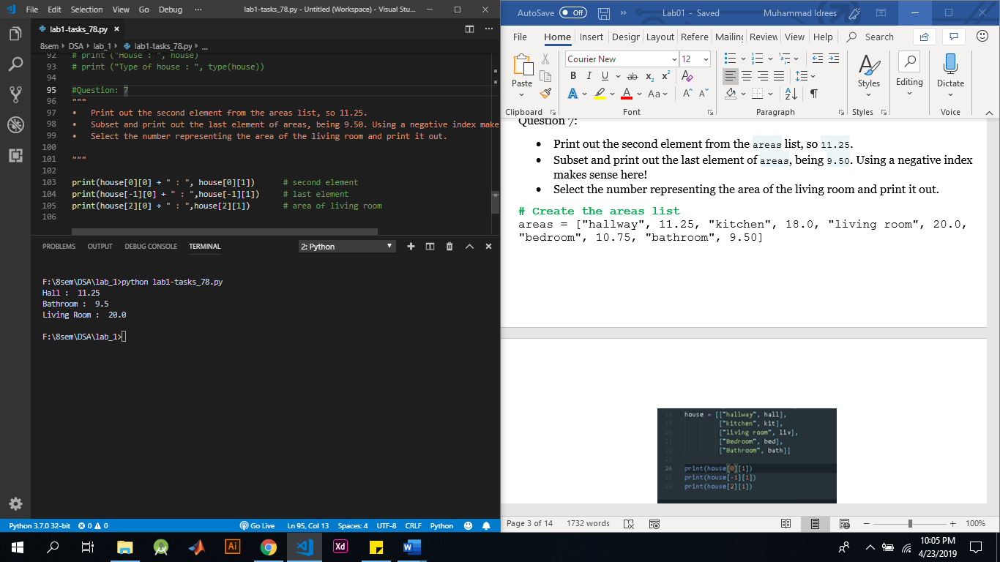 File Edit Selection View Go Debug ··· lab1-tasks_78.py - Untitled (Workspace) - Visual Stu...
lab1-tasks_78.py
8sem DSA lab_1 lab1-tasks_78.py ...
92 # print ("House : ", house)
93 # print ("Type of house : ", type(house))
94
95 #Question: 7
96 """
97 • Print out the second element from the areas list, so 11.25.
98 • Subset and print out the last element of areas, being 9.50. Using a negative index make
99 • Select the number representing the area of the living room and print it out.
100
101 """
102
103 print(house[0][0] + " : ", house[0][1]) # second element
104 print(house[-1][0] + " : ",house[-1][1]) # last element
105 print(house[2][0] + " : ",house[2][1]) # area of living room
106
PROBLEMS OUTPUT DEBUG CONSOLE TERMINAL 2: Python
F:\8sem\DSA\lab_1>python lab1-tasks_78.py
Hall : 11.25
Bathroom : 9.5
Living Room : 20.0
F:\8sem\DSA\lab_1>
Python 3.7.0 32-bit 0 0 Go Live Ln 95, Col 13 Spaces: 4 UTF-8 CRLF Python
AutoSave Off Lab01 - Saved Muhammad Idrees
File Home Insert Design Layout Refere Mailing Review View Help Search
Paste Courier New 12 Styles Editing Dictate
B I U ab x2 x2
A A Aa A A
Clipboard Font Paragraph Styles Voice
Question 7:
• Print out the second element from the areas list, so 11.25.
• Subset and print out the last element of areas, being 9.50. Using a negative index
makes sense here!
• Select the number representing the area of the living room and print it out.
# Create the areas list
areas = ["hallway", 11.25, "kitchen", 18.0, "living room", 20.0,
"bedroom", 10.75, "bathroom", 9.50]
18 house = [["hallway", hall],
19 ["kitchen", kit],
20 ["living room", liv],
21 ["Bedroom", bed],
22 ["Bathroom", bath]]
23
24 print(house[0][1])
25 print(house[-1][1])
26 print(house[2][1])
Page 3 of 14 1732 words 100%
Ai Xd
10:05 PM
4/23/2019